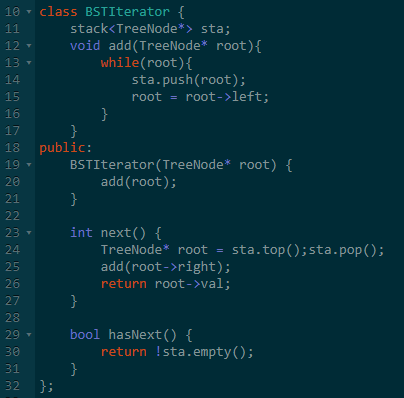 10 class BSTIterator {
11     stack<TreeNode*> sta;
12     void add(TreeNode* root){
13         while(root){
14             sta.push(root);
15             root = root->left;
16         }
17     }
18 public:
19     BSTIterator(TreeNode* root) {
20         add(root);
21     }
22
23     int next() {
24         TreeNode* root = sta.top();sta.pop();
25         add(root->right);
26         return root->val;
27     }
28
29     bool hasNext() {
30         return !sta.empty();
31     }
32 };